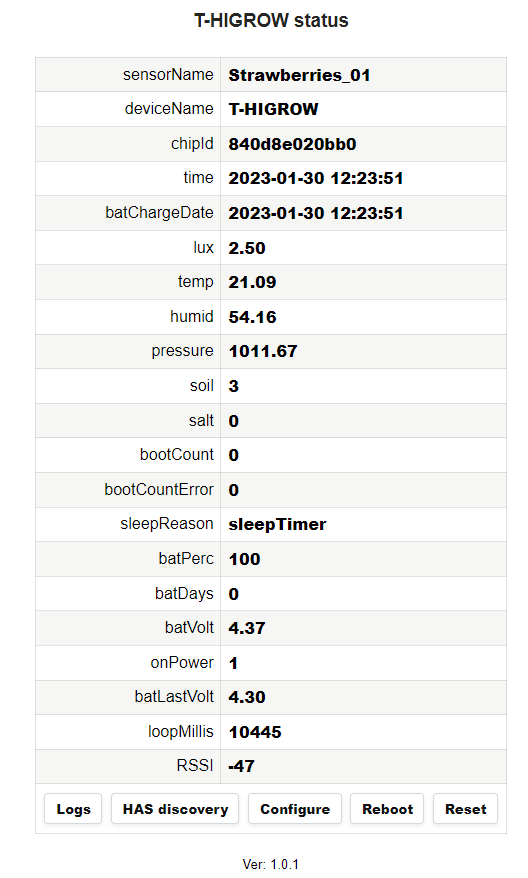 T-HIGROW status
sensorName Strawberries_01
deviceName T-HIGROW
chipId 840d8e020bb0
time 2023-01-30 12:23:51
batChargeDate 2023-01-30 12:23:51
lux 2.50
temp 21.09
humid 54.16
pressure 1011.67
soil 3
salt 0
bootCount 0
bootCountError 0
sleepReason sleepTimer
batPerc 100
batDays 0
batVolt 4.37
onPower 1
batLastVolt 4.30
loopMillis 10445
RSSI -47
Logs HAS discovery Configure Reboot Reset
Ver: 1.0.1